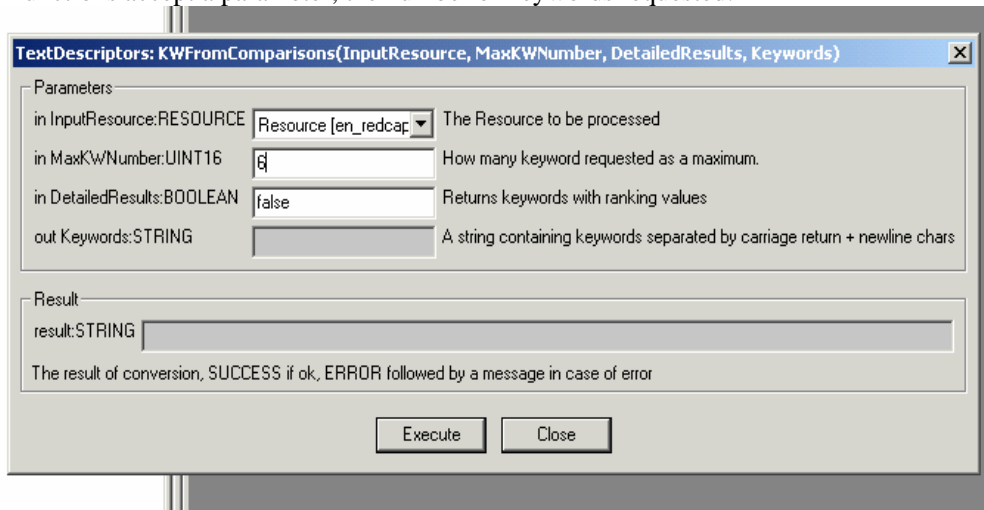 TextDescriptors: KWFromComparisons(InputResource, MaxKWNumber, DetailedResults, Keywords)
Parameters
in InputResource:RESOURCE Resource [en_redcap The Resource to be processed
in MaxKWNumber:UINT16 6 How many keyword requested as a maximum.
in DetailedResults:BOOLEAN false Returns keywords with ranking values
out Keywords:STRING A string containing keywords separated by carriage return + newline chars
Result
result:STRING
The result of conversion, SUCCESS if ok, ERROR followed by a message in case of error
Execute Close